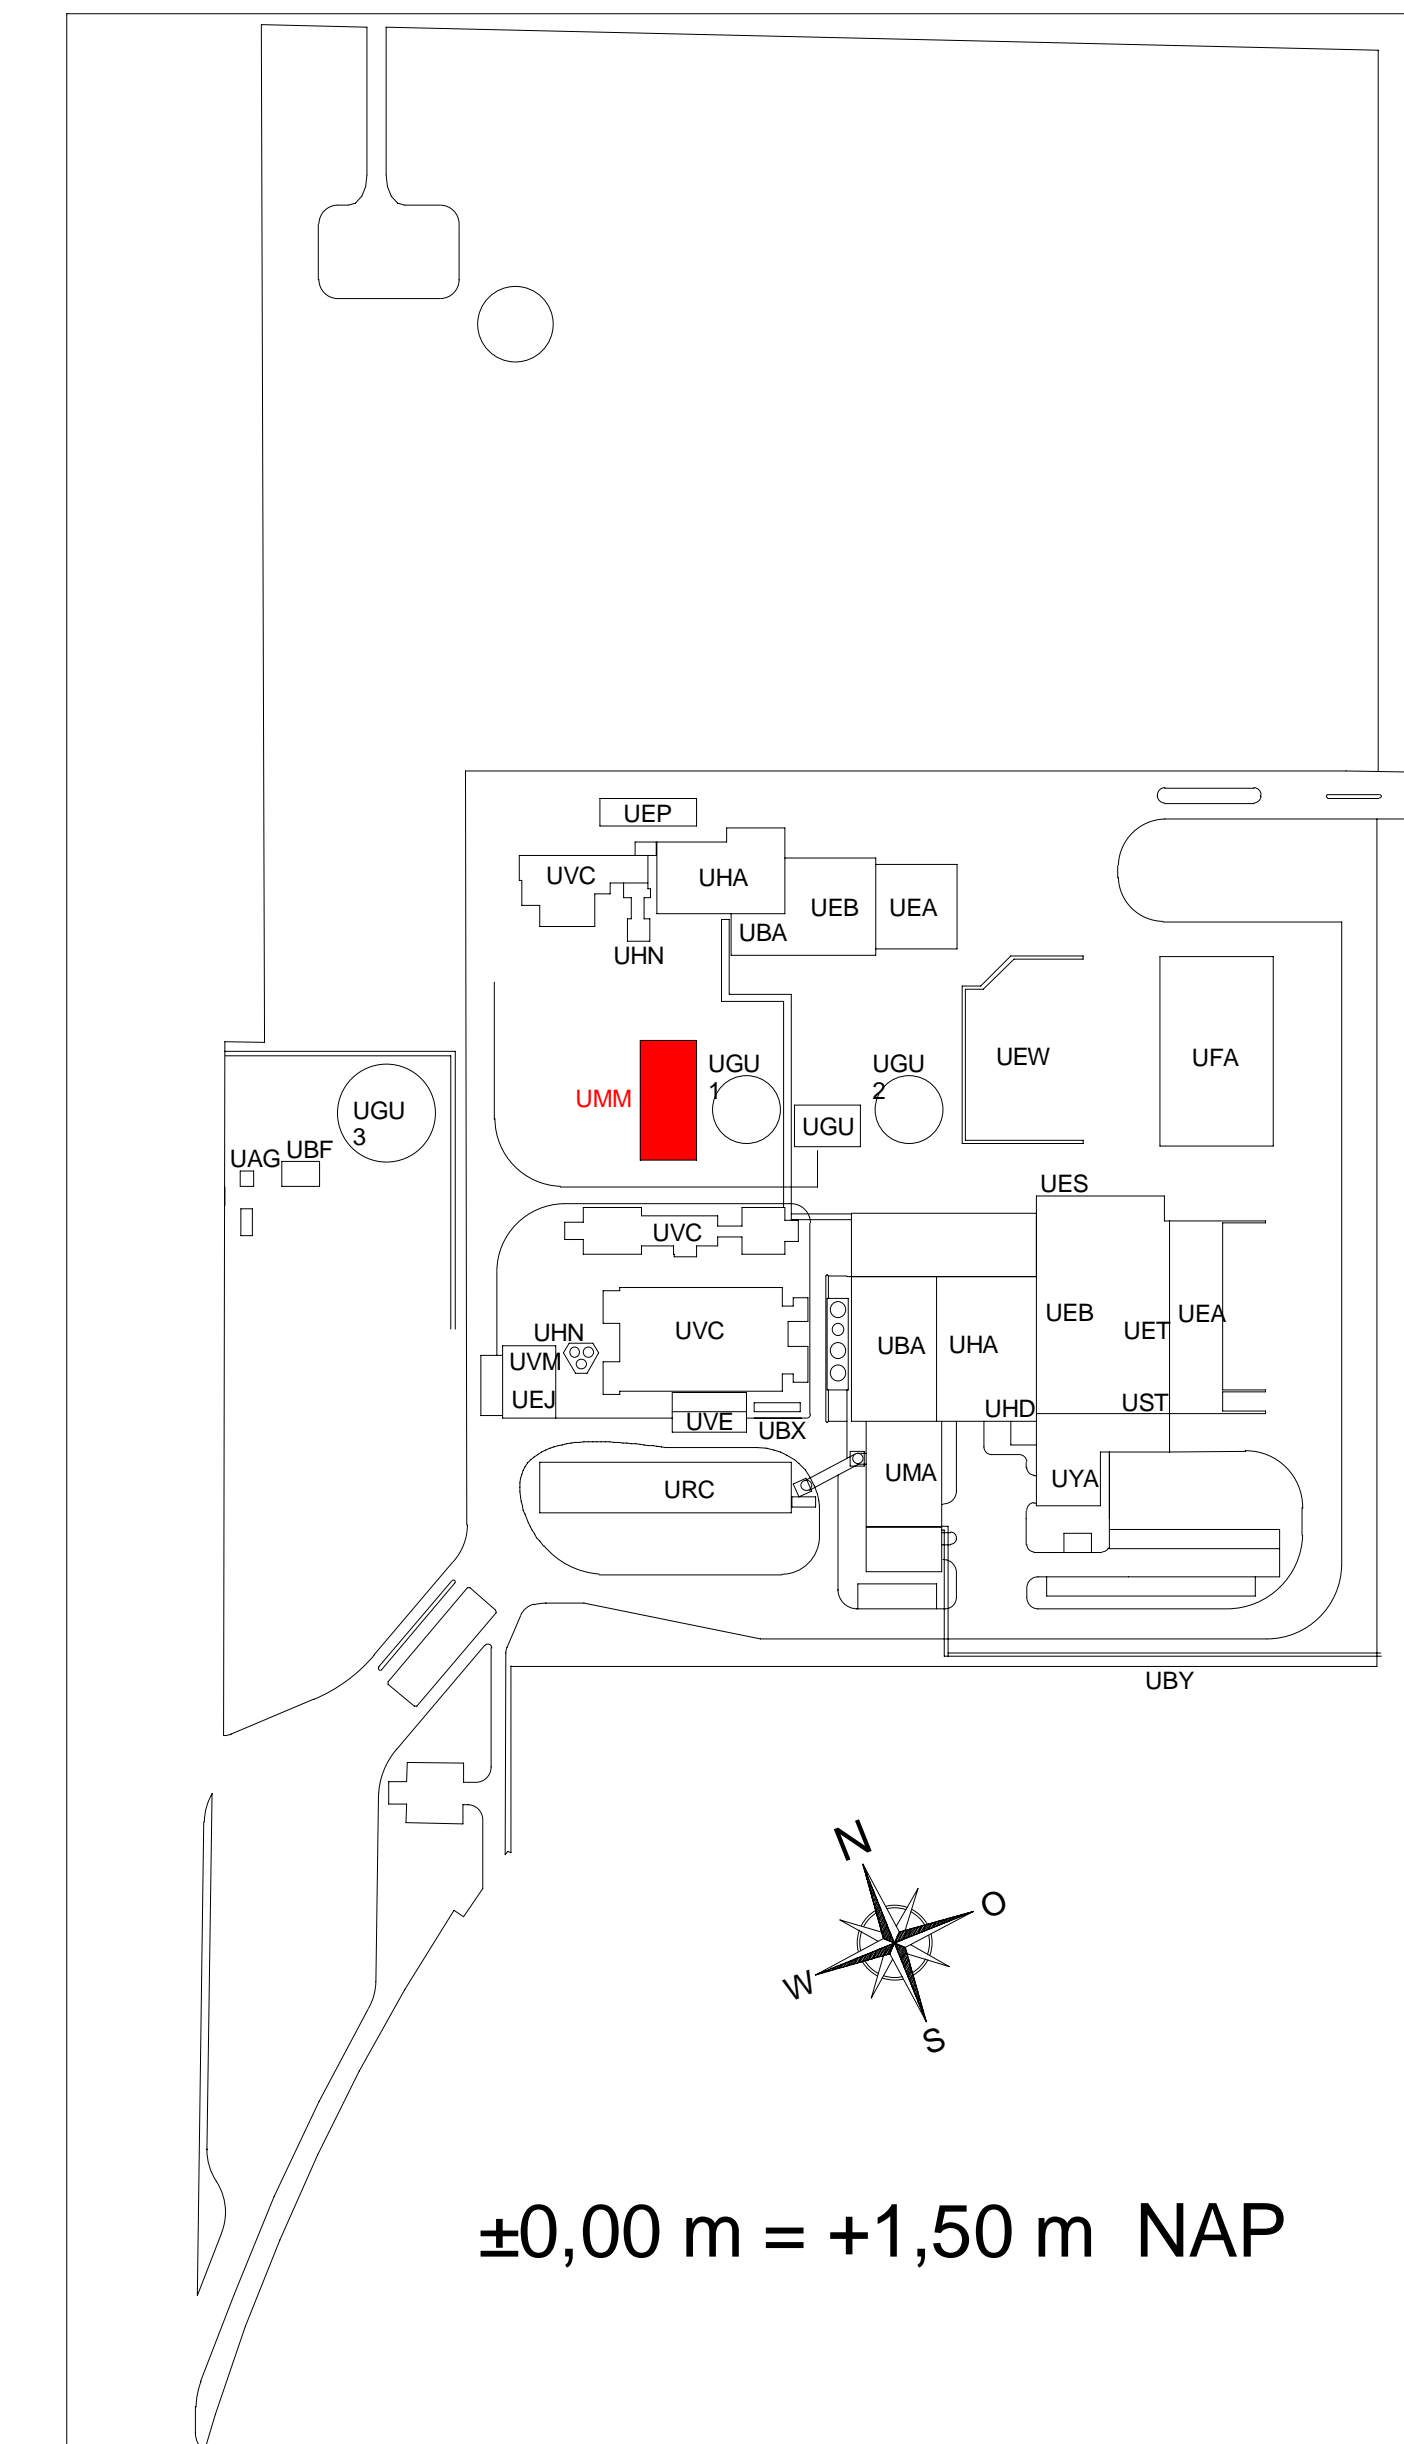 UEP
UVC
UHA
UEB
UEA
UBA
UHN
UEW
UFA
UGU
1
UGU
2
UMM
UGU
UGU
3
UAG
UBF
UES
UVC
UHN
UVM
UEJ
UVC
UVE
UBX
UBA
UHA
UEB
UET
UEA
UHD
UST
URC
UMA
UYA
UBY
N
O
W
S
±0,00 m = +1,50 m NAP